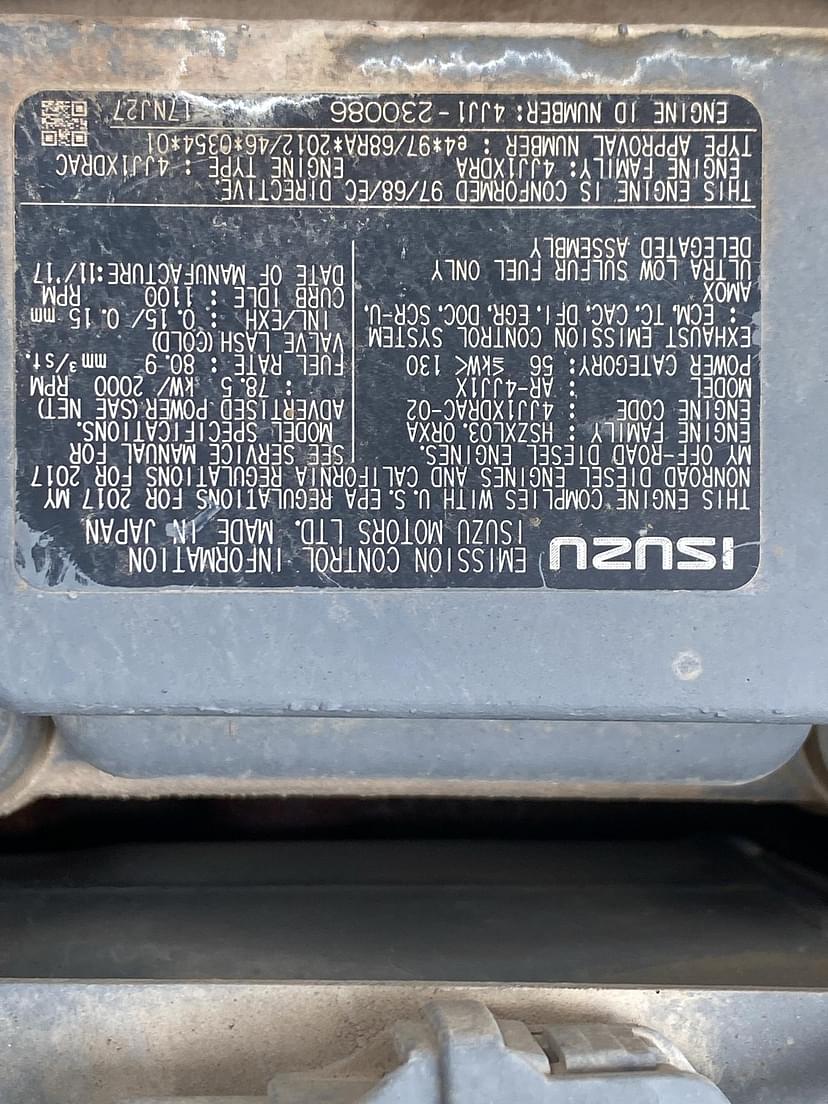 ISUZU
EMISSION CONTROL INFORMATION
ISUZU MOTORS LTD. MADE IN JAPAN
THIS ENGINE COMPLIES WITH U.S. EPA REGULATIONS FOR 2017 MY
NONROAD DIESEL ENGINES AND CALIFORNIA REGULATIONS FOR 2017
MY OFF-ROAD DIESEL ENGINES.
ENGINE FAMILY : HSZXL03.0RXA
ENGINE CODE : 4JJ1XDRAC-02
MODEL : AR-4JJ1X
POWER CATEGORY : 56 ≦kW< 130
EXHAUST EMISSION CONTROL SYSTEM
: ECM, TC, CAC, DFI, EGR, DOC, SCR-U,
AMOX
ULTRA LOW SULFUR FUEL ONLY
DELEGATED ASSEMBLY
SEE SERVICE MANUAL FOR
MODEL SPECIFICATIONS.
ADVERTISED POWER(SAE NET)
: 78.5 kW/ 2000 RPM
FUEL RATE : 80.9 mm³/st.
VALVE LASH(COLD)
INL/EXH : 0.15/ 0.15 mm
CURB IDLE : 1100 RPM
DATE OF MANUFACTURE:11/'17
THIS ENGINE IS CONFORMED 97/68/EC DIRECTIVE.
ENGINE FAMILY: 4JJ1XDRA ENGINE TYPE : 4JJ1XDRAC
TYPE APPROVAL NUMBER : e4*97/68RA*2012/46*0354*01
ENGINE ID NUMBER: 4JJ1-230086 17NJ27